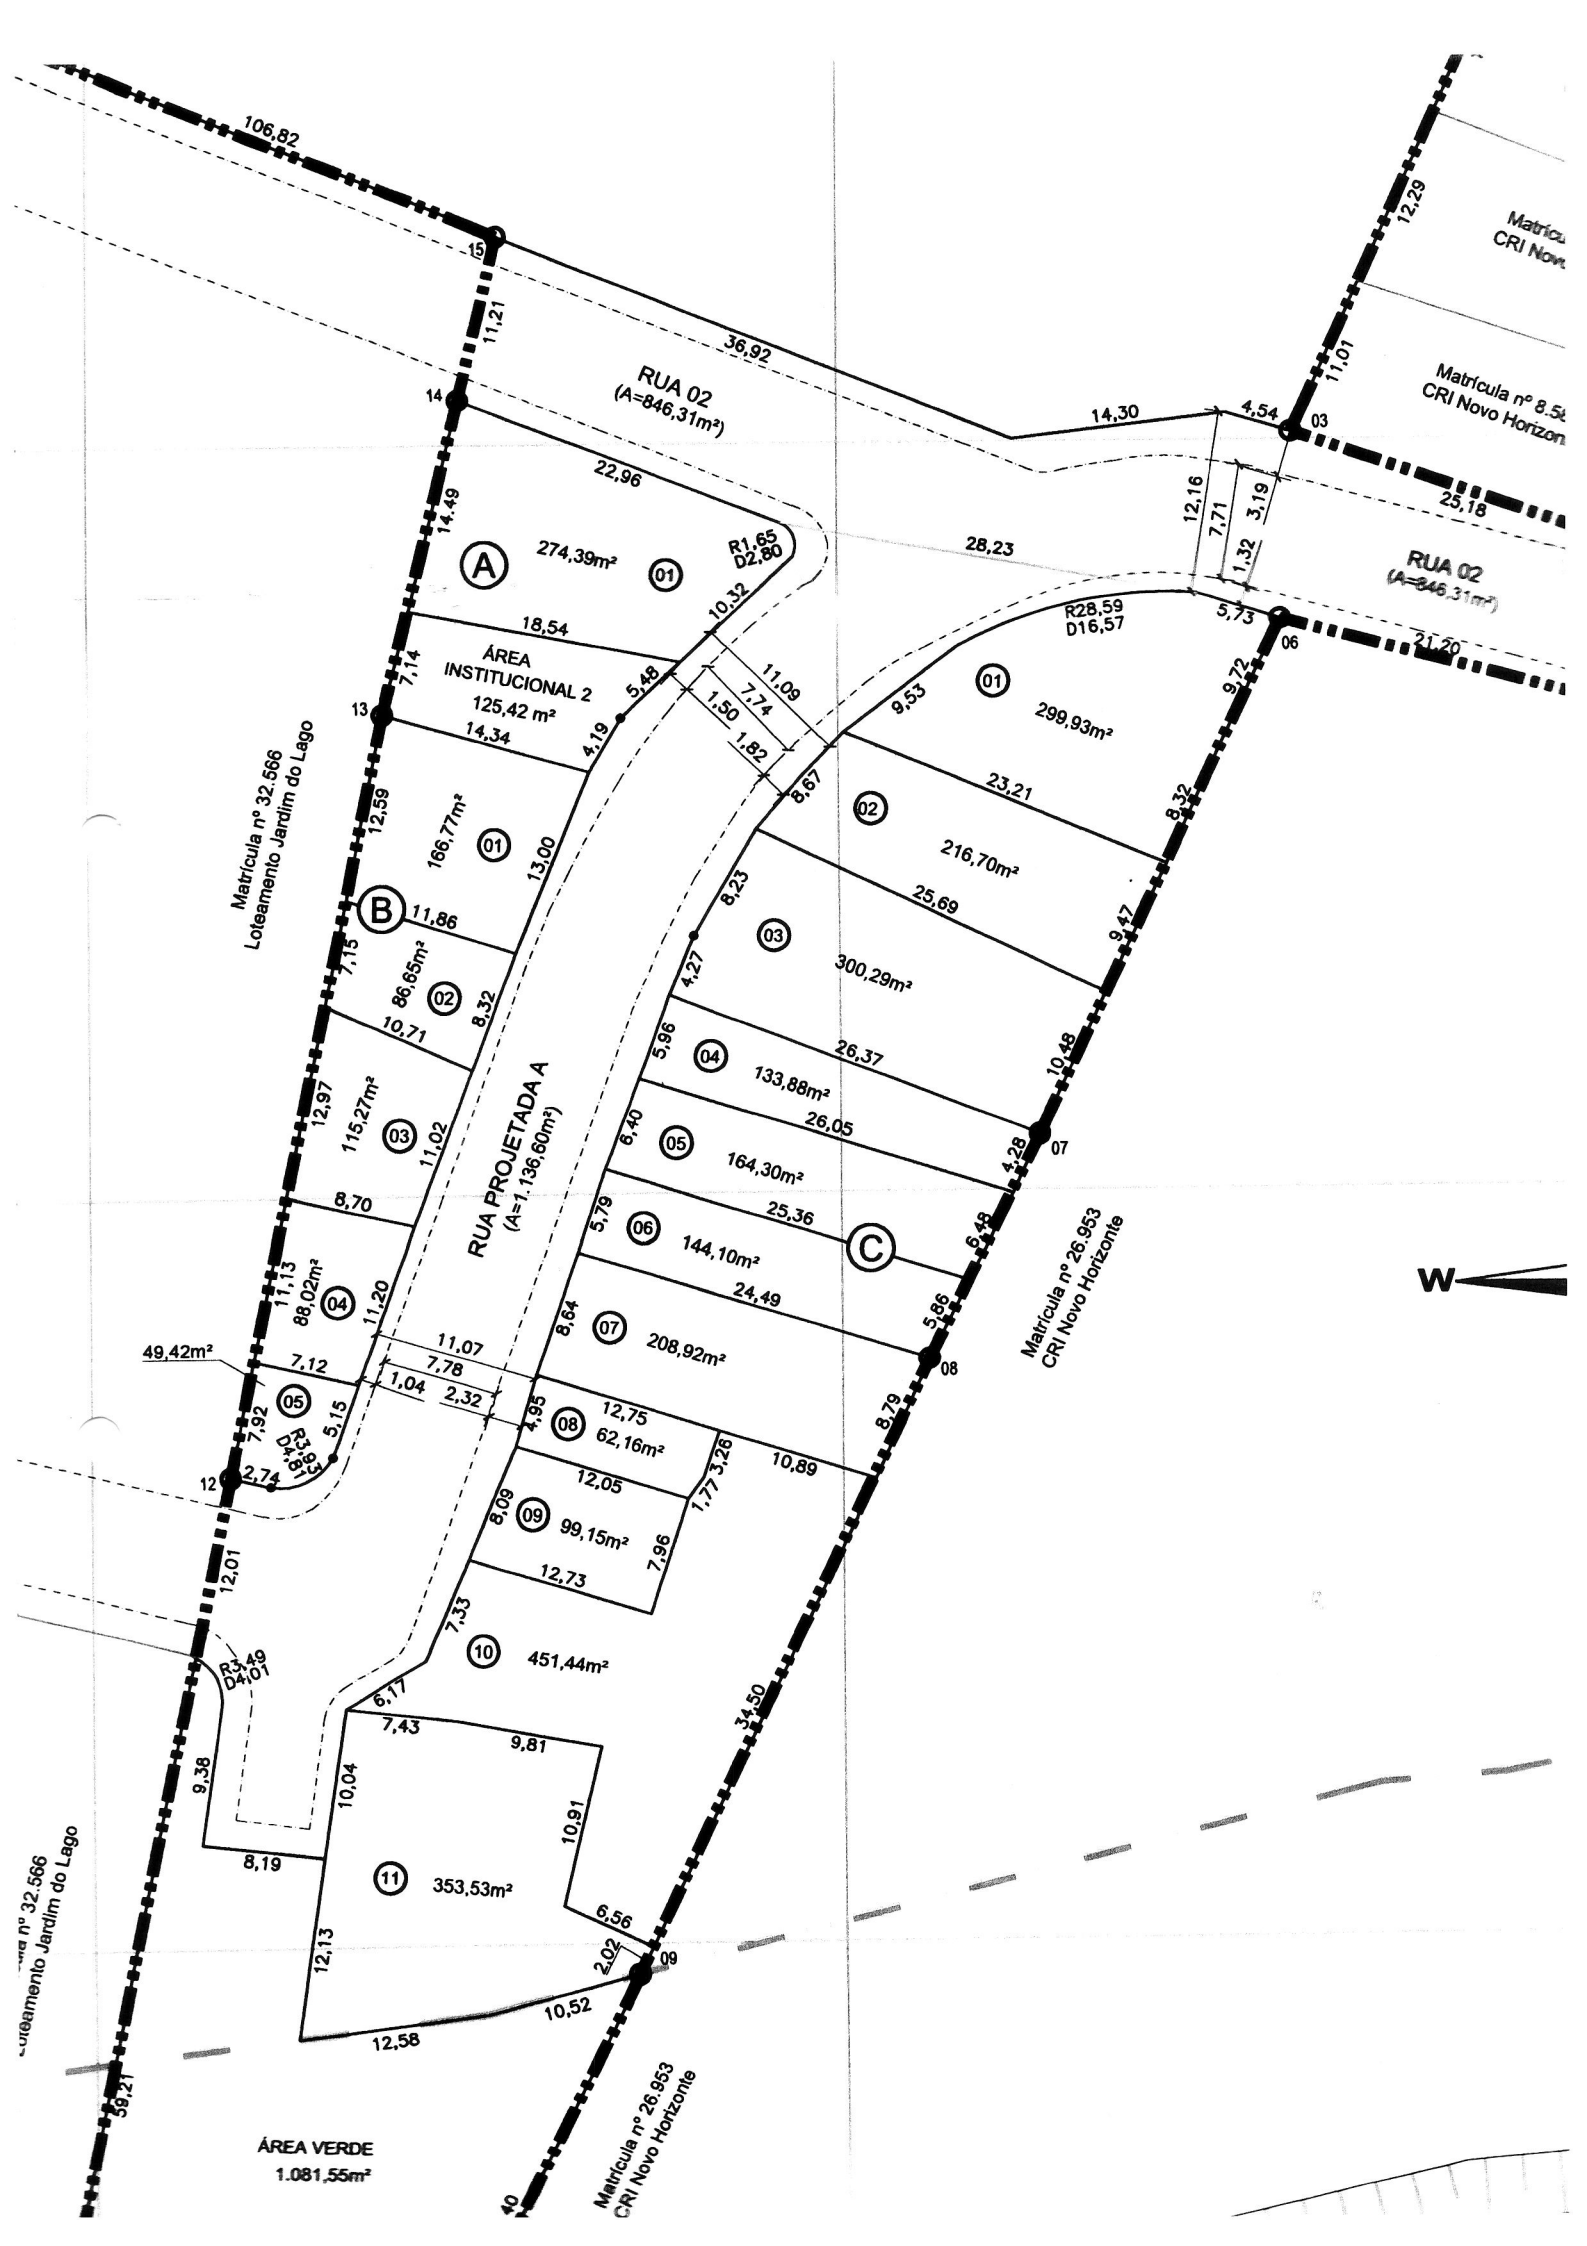 106,82
15
11,21
36,92
12,29
Matrícu
CRI Nov
11,01
Matrícula nº 8.58
CRI Novo Horizon
14
RUA 02
(A=846,31m²)
14,30
4,54
03
22,96
14,49
12,16
7,71
3,19
25,18
A
274,39m²
01
R1,65
D2,80
28,23
1,32
RUA 02
(A=846,31m²)
10,32
R28,59
D16,57
5,73
06
21,20
18,54
ÁREA
INSTITUCIONAL 2
125,42 m²
7,14
5,48
11,09
7,74
1,50
1,82
9,53
01
299,93m²
9,72
13
14,34
4,19
Matrícula nº 32.566
Loteamento Jardim do Lago
12,59
166,77m²
01
13,00
8,67
02
216,70m²
23,21
8,32
B
11,86
8,23
25,69
9,47
7,15
86,65m²
02
8,32
03
300,29m²
4,27
10,71
5,96
04
133,88m²
26,37
10,48
12,97
115,27m²
03
11,02
RUA PROJETADA A
(A=1.136,60m²)
6,40
05
164,30m²
26,05
4,28
07
8,70
5,79
06
144,10m²
25,36
C
6,48
Matrícula nº 26.953
CRI Novo Horizonte
W
11,13
88,02m²
04
11,20
8,64
07
208,92m²
24,49
5,86
08
49,42m²
7,12
11,07
7,78
1,04
2,32
05
7,92
5,15
R3,93
D4,81
4,95
08
62,16m²
12,75
3,26
10,89
8,79
12
2,74
12,05
1,77
8,09
09
99,15m²
7,96
12,01
12,73
7,33
10
451,44m²
R3,49
D4,01
6,17
7,43
9,81
34,50
9,38
10,04
10,91
8,19
11
353,53m²
6,56
nº 32.566
Loteamento Jardim do Lago
12,13
2,02
09
10,52
12,58
59,21
ÁREA VERDE
1.081,55m²
Matrícula nº 26.953
CRI Novo Horizonte
40